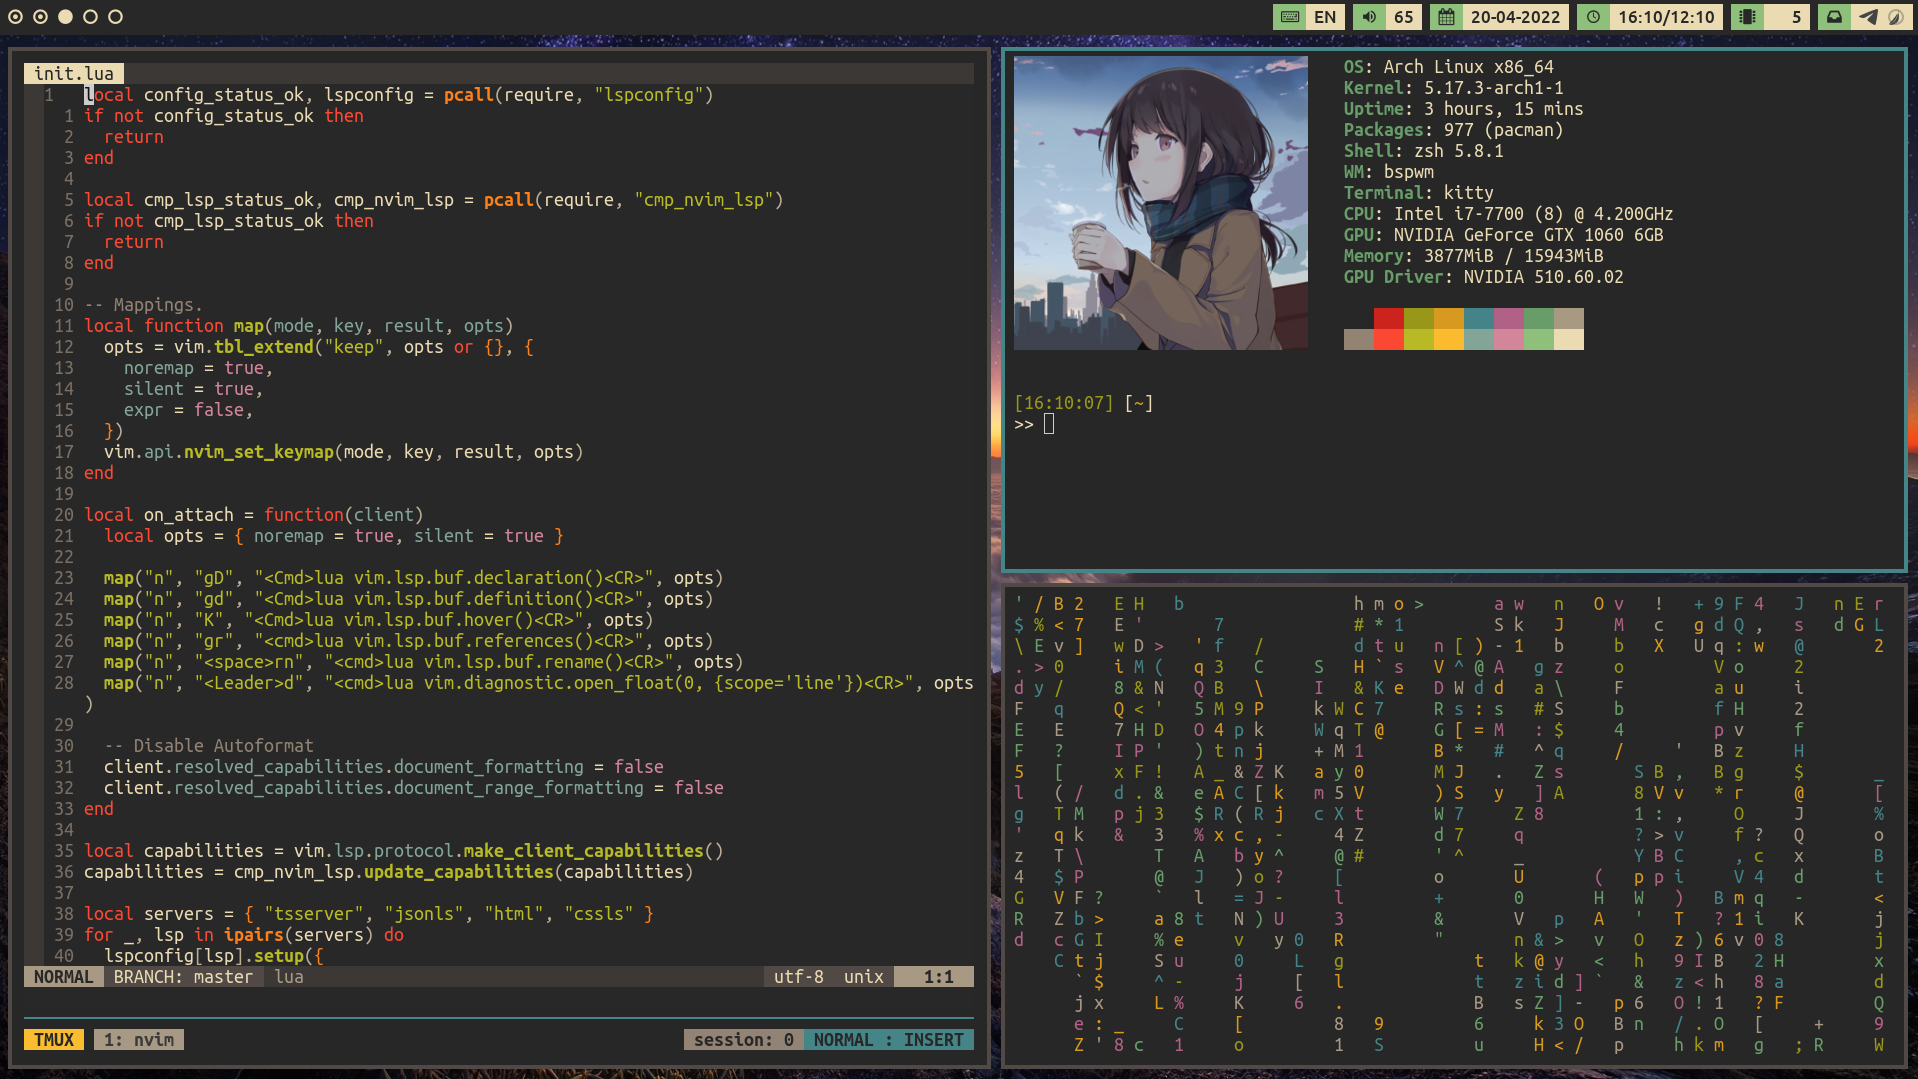 EN 65 20-04-2022 16:10/12:10 5
init.lua
1 local config_status_ok, lspconfig = pcall(require, "lspconfig")
1 if not config_status_ok then
2 return
3 end
4
5 local cmp_lsp_status_ok, cmp_nvim_lsp = pcall(require, "cmp_nvim_lsp")
6 if not cmp_lsp_status_ok then
7 return
8 end
9
10 -- Mappings.
11 local function map(mode, key, result, opts)
12 opts = vim.tbl_extend("keep", opts or {}, {
13 noremap = true,
14 silent = true,
15 expr = false,
16 })
17 vim.api.nvim_set_keymap(mode, key, result, opts)
18 end
19
20 local on_attach = function(client)
21 local opts = { noremap = true, silent = true }
22
23 map("n", "gD", "<Cmd>lua vim.lsp.buf.declaration()<CR>", opts)
24 map("n", "gd", "<Cmd>lua vim.lsp.buf.definition()<CR>", opts)
25 map("n", "K", "<Cmd>lua vim.lsp.buf.hover()<CR>", opts)
26 map("n", "gr", "<cmd>lua vim.lsp.buf.references()<CR>", opts)
27 map("n", "<space>rn", "<cmd>lua vim.lsp.buf.rename()<CR>", opts)
28 map("n", "<Leader>d", "<cmd>lua vim.diagnostic.open_float(0, {scope='line'})<CR>", opts
)
29
30 -- Disable Autoformat
31 client.resolved_capabilities.document_formatting = false
32 client.resolved_capabilities.document_range_formatting = false
33 end
34
35 local capabilities = vim.lsp.protocol.make_client_capabilities()
36 capabilities = cmp_nvim_lsp.update_capabilities(capabilities)
37
38 local servers = { "tsserver", "jsonls", "html", "cssls" }
39 for _, lsp in ipairs(servers) do
40 lspconfig[lsp].setup({
NORMAL BRANCH: master lua utf-8 unix 1:1
TMUX 1: nvim session: 0 NORMAL : INSERT
OS: Arch Linux x86_64
Kernel: 5.17.3-arch1-1
Uptime: 3 hours, 15 mins
Packages: 977 (pacman)
Shell: zsh 5.8.1
WM: bspwm
Terminal: kitty
CPU: Intel i7-7700 (8) @ 4.200GHz
GPU: NVIDIA GeForce GTX 1060 6GB
Memory: 3877MiB / 15943MiB
GPU Driver: NVIDIA 510.60.02
[16:10:07] [~]
>>